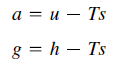 a = u − Ts
g = h − Ts